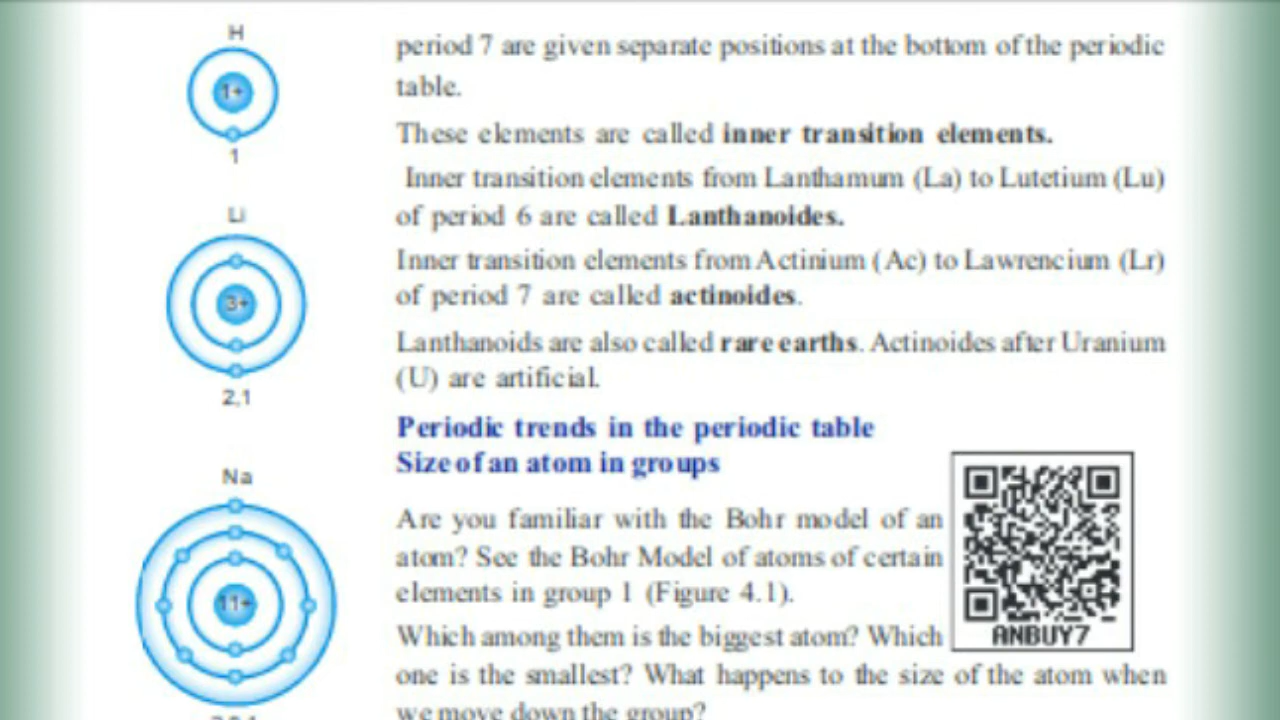 H
1+
1
Li
3+
2,1
Na
11+
period 7 are given separate positions at the bottom of the periodic
table.
These elements are called inner transition elements.
Inner transition elements from Lanthamum (La) to Lutetium (Lu)
of period 6 are called Lanthanoides.
Inner transition elements from Actinium (Ac) to Lawrencium (Lr)
of period 7 are called actinoides.
Lanthanoids are also called rare earths. Actinoides after Uranium
(U) are artificial.
Periodic trends in the periodic table
Size of an atom in groups
Are you familiar with the Bohr model of an
atom? See the Bohr Model of atoms of certain
elements in group 1 (Figure 4.1).
Which among them is the biggest atom? Which
one is the smallest? What happens to the size of the atom when
we move down the group?
ANBUY7